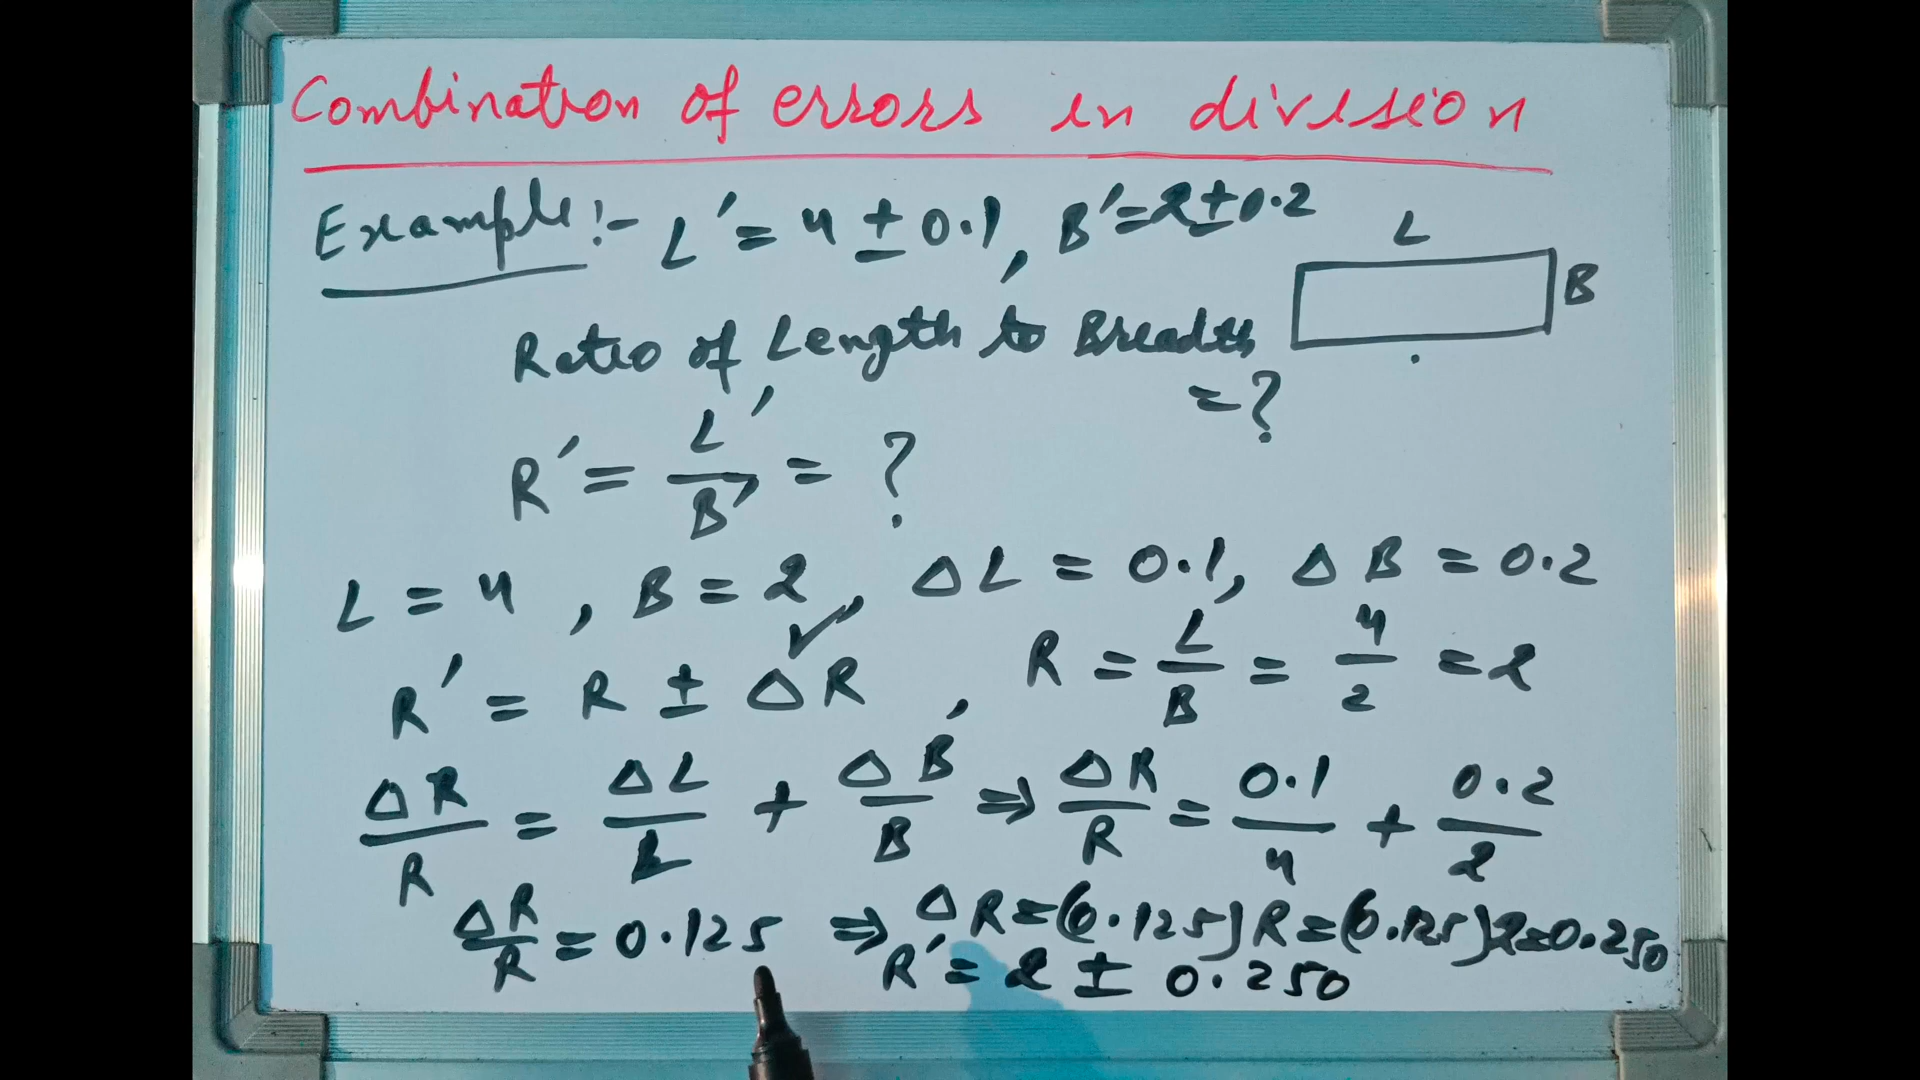 Combination of errors in division
Example:- L' = 4 ± 0.1, B' = 2 ± 0.2
L
B
Ratio of Length to Breadth
= ?
R' = L'/B' = ?
L = 4, B = 2, ΔL = 0.1, ΔB = 0.2
R' = R ± ΔR, R = L/B = 4/2 = 2
ΔR/R = ΔL/L + ΔB/B ⇒ ΔR/R = 0.1/4 + 0.2/2
ΔR/R = 0.125 ⇒ ΔR = (0.125)R = (0.125)2 = 0.250
R' = 2 ± 0.250